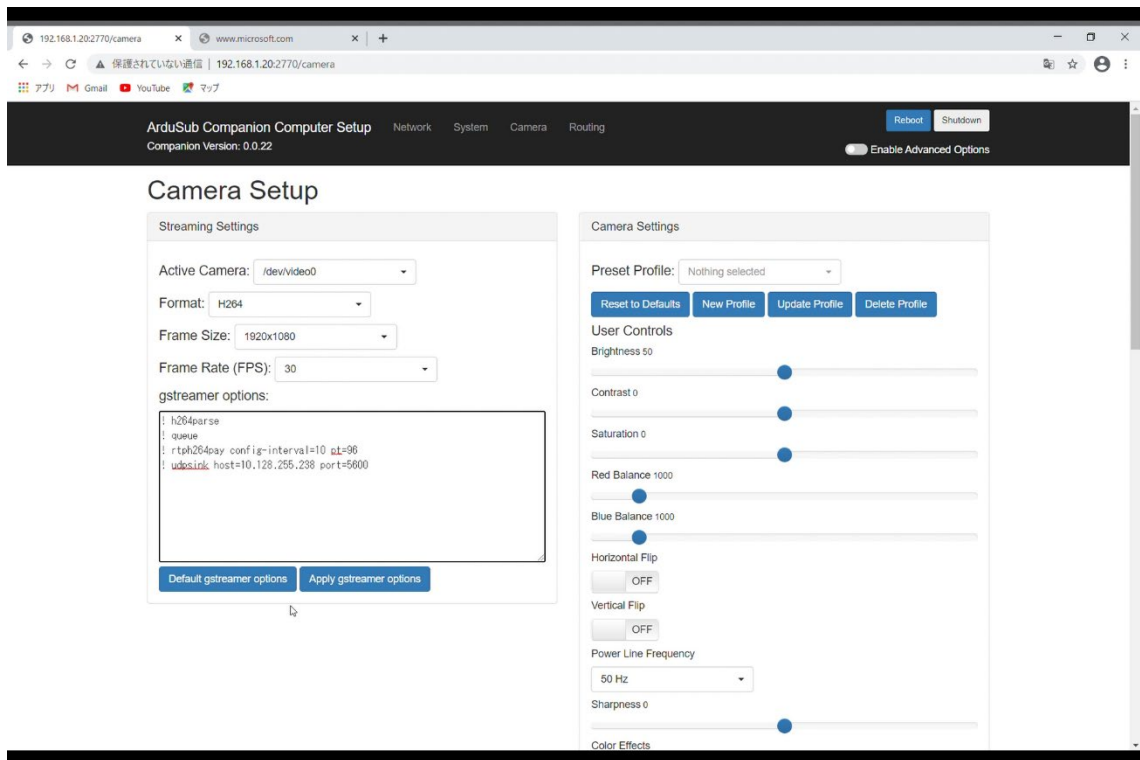 192.168.1.20:2770/camera
www.microsoft.com
保護されていない通信 | 192.168.1.20:2770/camera
アプリ Gmail YouTube マップ
ArduSub Companion Computer Setup Network System Camera Routing
Reboot Shutdown
Companion Version: 0.0.22
Enable Advanced Options
Camera Setup
Streaming Settings
Active Camera: /dev/video0
Format: H264
Frame Size: 1920x1080
Frame Rate (FPS): 30
gstreamer options:
! h264parse
! queue
! rtph264pay config-interval=10 pt=96
! udpsink host=10.128.255.238 port=5600
Default gstreamer options Apply gstreamer options
Camera Settings
Preset Profile: Nothing selected
Reset to Defaults New Profile Update Profile Delete Profile
User Controls
Brightness 50
Contrast 0
Saturation 0
Red Balance 1000
Blue Balance 1000
Horizontal Flip
OFF
Vertical Flip
OFF
Power Line Frequency
50 Hz
Sharpness 0
Color Effects